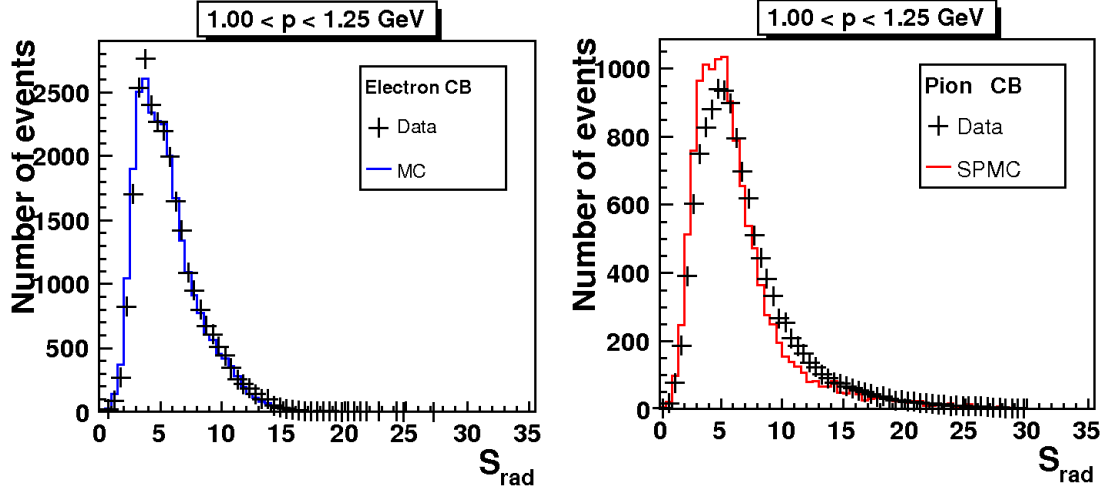 1.00 < p < 1.25 GeV
Number of events
Electron CB
Data
MC
2500
2000
1500
1000
500
0
0 5 10 15 20 25 30 35
S_rad
1.00 < p < 1.25 GeV
Number of events
Pion CB
Data
SPMC
1000
800
600
400
200
0
0 5 10 15 20 25 30 35
S_rad